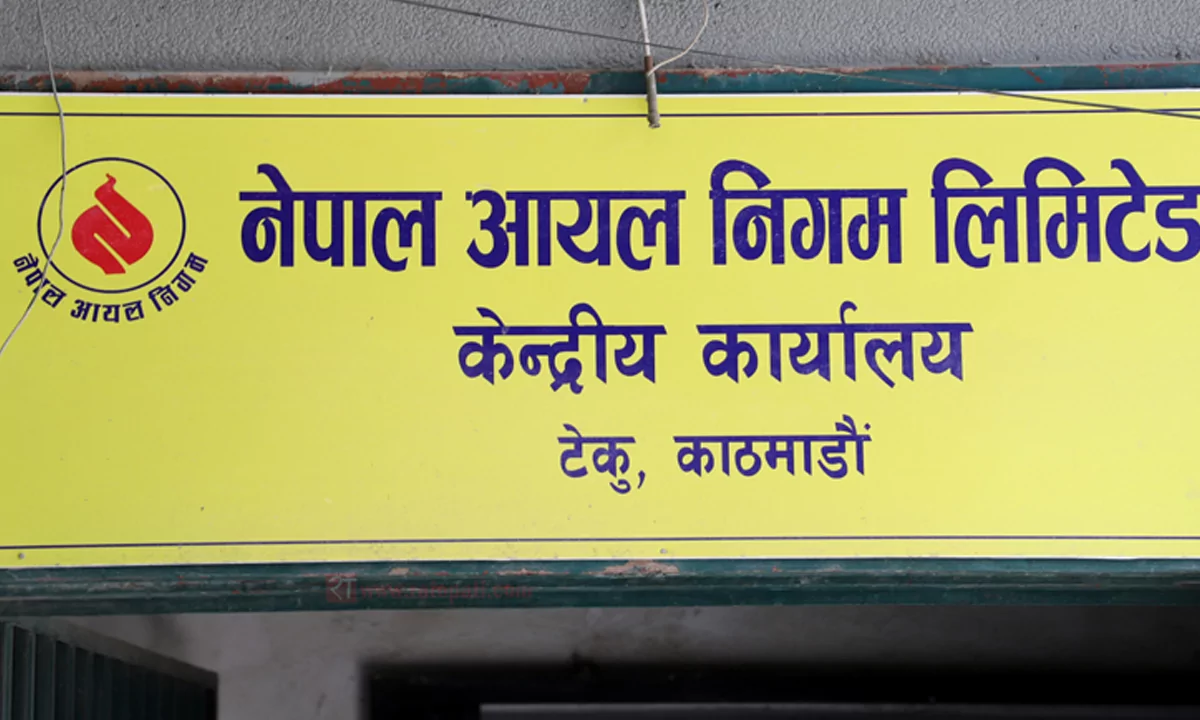 नेपाल आयल निगम लिमिटेड
नेपाल आयल निगम
केन्द्रीय कार्यालय
टेकु, काठमाडौं